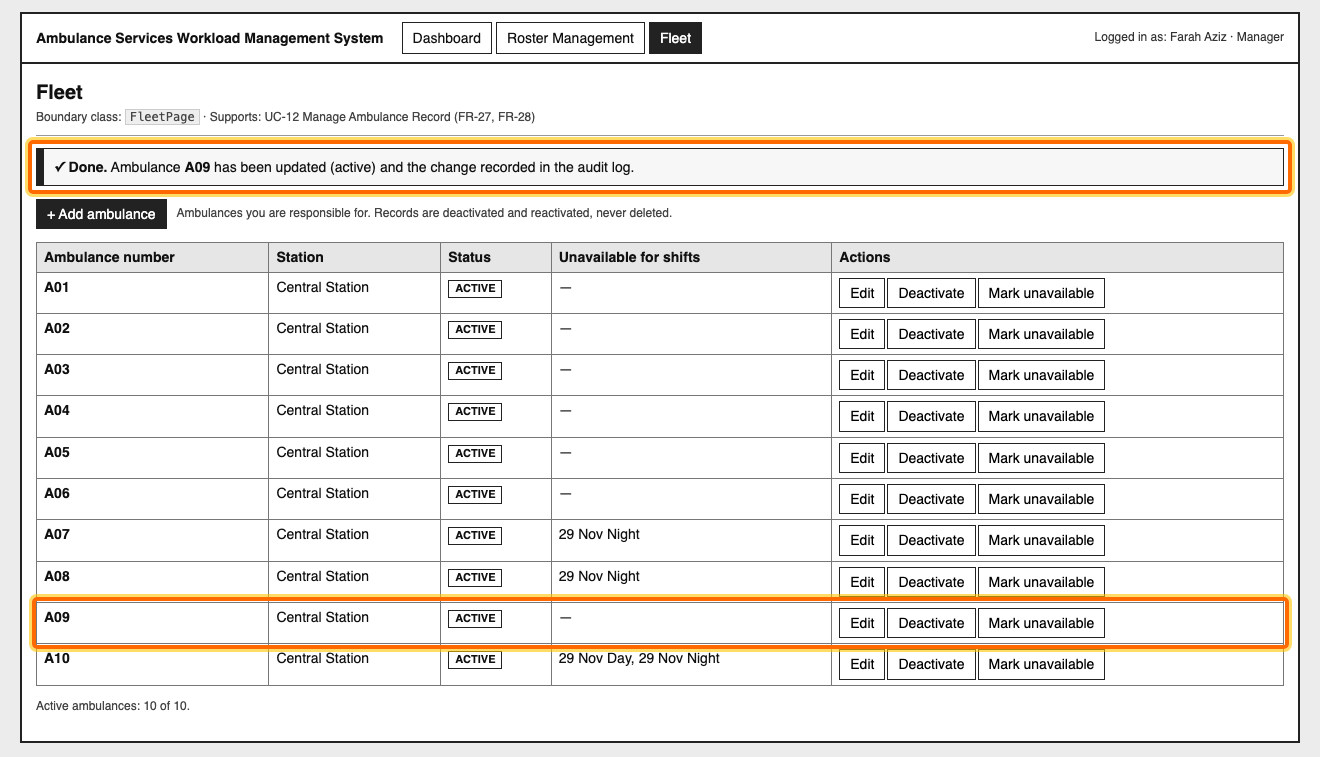 Ambulance Services Workload Management System Dashboard Roster Management Fleet Logged in as: Farah Aziz · Manager
Fleet
Boundary class: FleetPage · Supports: UC-12 Manage Ambulance Record (FR-27, FR-28)
✓ Done. Ambulance A09 has been updated (active) and the change recorded in the audit log.
+ Add ambulance Ambulances you are responsible for. Records are deactivated and reactivated, never deleted.
Ambulance number Station Status Unavailable for shifts Actions
A01 Central Station ACTIVE — Edit Deactivate Mark unavailable
A02 Central Station ACTIVE — Edit Deactivate Mark unavailable
A03 Central Station ACTIVE — Edit Deactivate Mark unavailable
A04 Central Station ACTIVE — Edit Deactivate Mark unavailable
A05 Central Station ACTIVE — Edit Deactivate Mark unavailable
A06 Central Station ACTIVE — Edit Deactivate Mark unavailable
A07 Central Station ACTIVE 29 Nov Night Edit Deactivate Mark unavailable
A08 Central Station ACTIVE 29 Nov Night Edit Deactivate Mark unavailable
A09 Central Station ACTIVE — Edit Deactivate Mark unavailable
A10 Central Station ACTIVE 29 Nov Day, 29 Nov Night Edit Deactivate Mark unavailable
Active ambulances: 10 of 10.